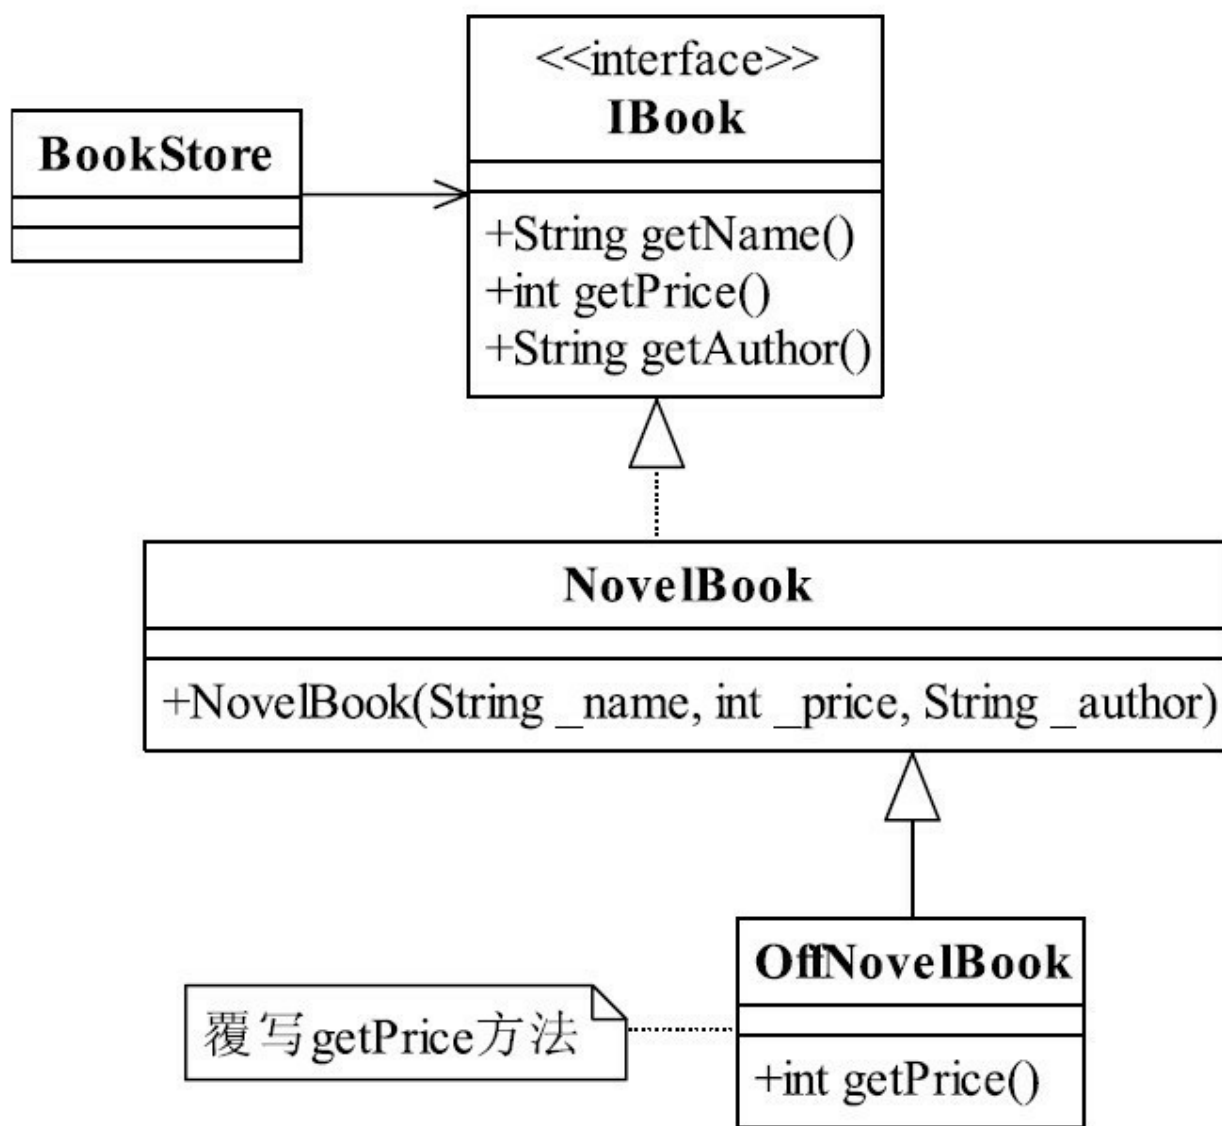 <<interface>>
IBook
BookStore
+String getName()
+int getPrice()
+String getAuthor()
NovelBook
+NovelBook(String _name, int _price, String _author)
OffNovelBook
覆写getPrice方法
+int getPrice()